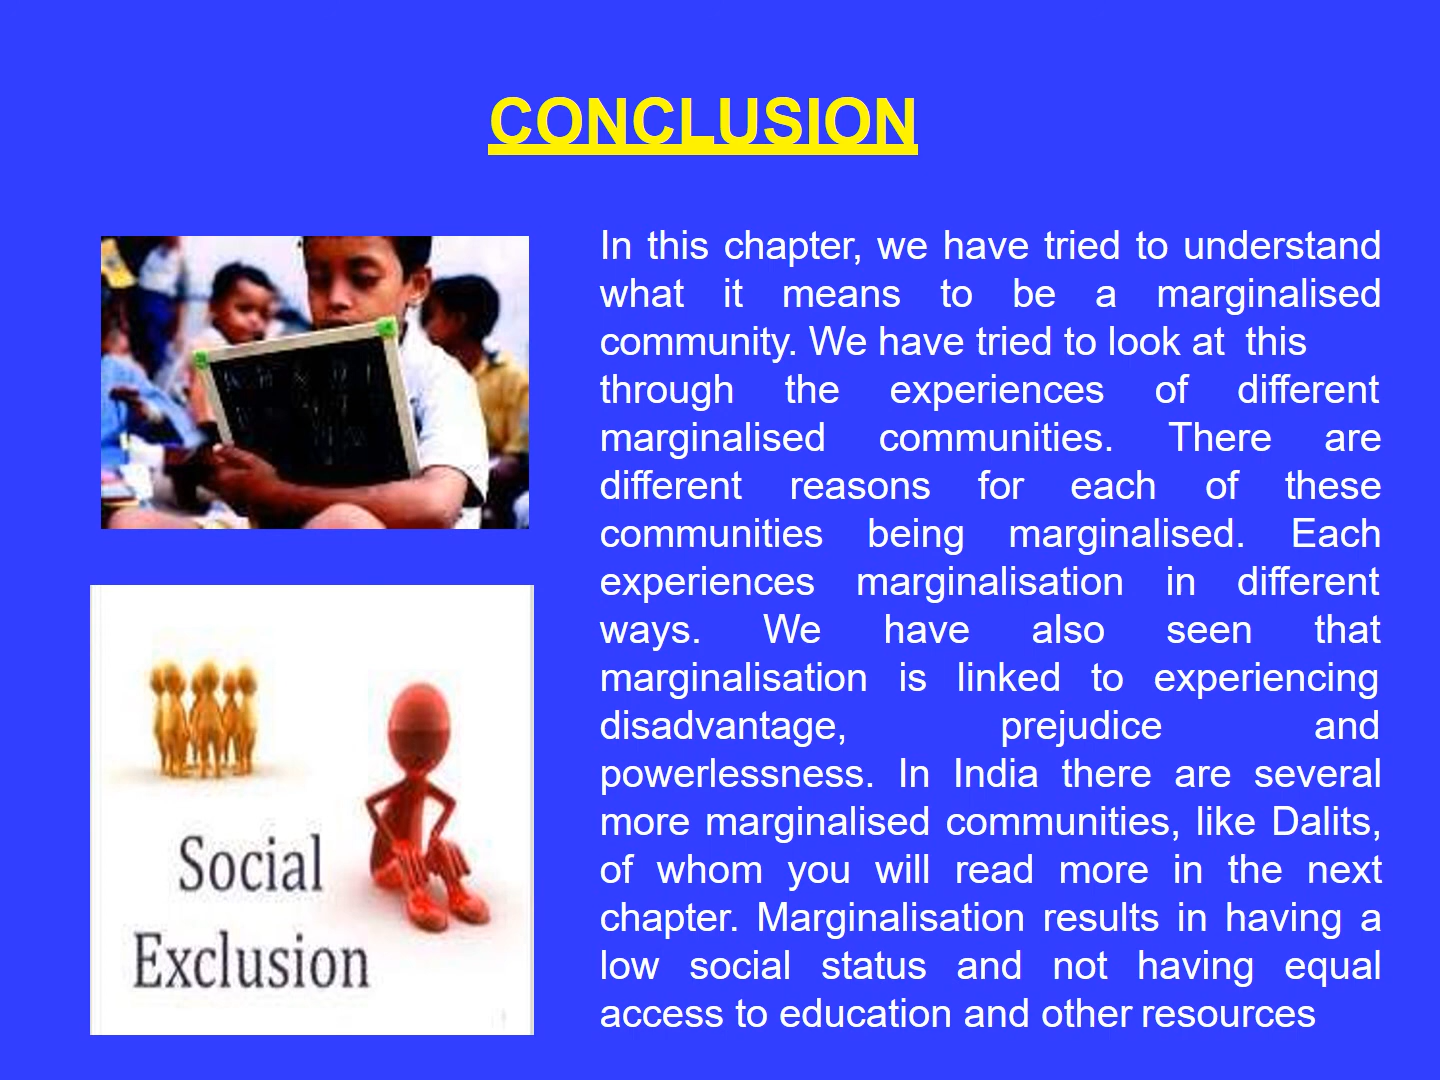 CONCLUSION
In this chapter, we have tried to understand
what it means to be a marginalised
community. We have tried to look at this
through the experiences of different
marginalised communities. There are
different reasons for each of these
communities being marginalised. Each
experiences marginalisation in different
ways. We have also seen that
marginalisation is linked to experiencing
disadvantage, prejudice and
powerlessness. In India there are several
more marginalised communities, like Dalits,
of whom you will read more in the next
chapter. Marginalisation results in having a
low social status and not having equal
access to education and other resources
Social
Exclusion